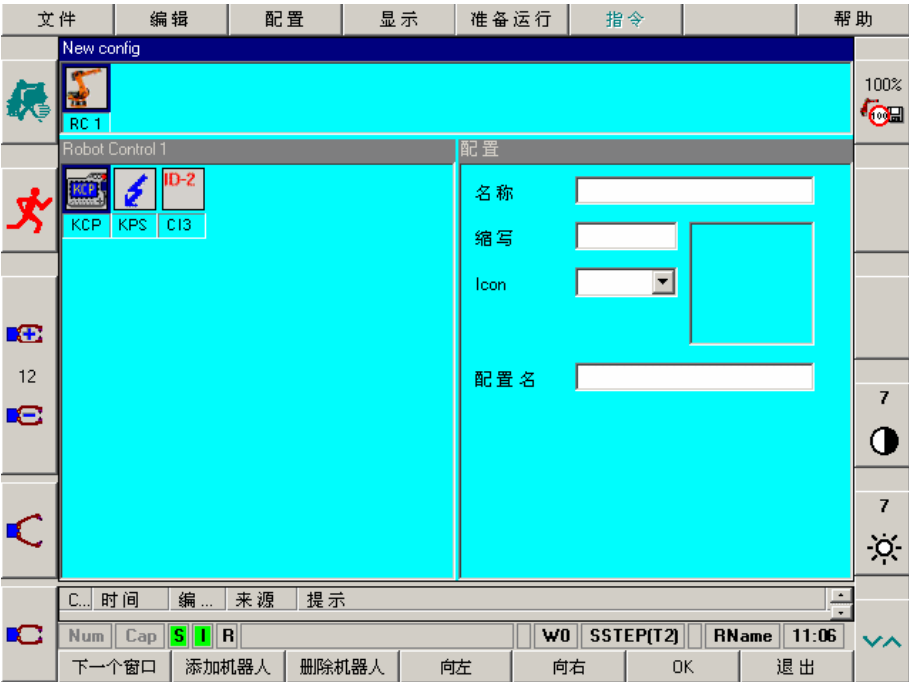 文件 编辑 配置 显示 准备运行 指令 帮助
New config
RC 1
100%
100
Robot Control 1 配置
KCP ID-2
KCP KPS CI3
名称
缩写
Icon
配置名
12
7
7
C... 时间 编... 来源 提示
Num Cap S I R W0 SSTEP(T2) RName 11:06
下一个窗口 添加机器人 删除机器人 向左 向右 OK 退出